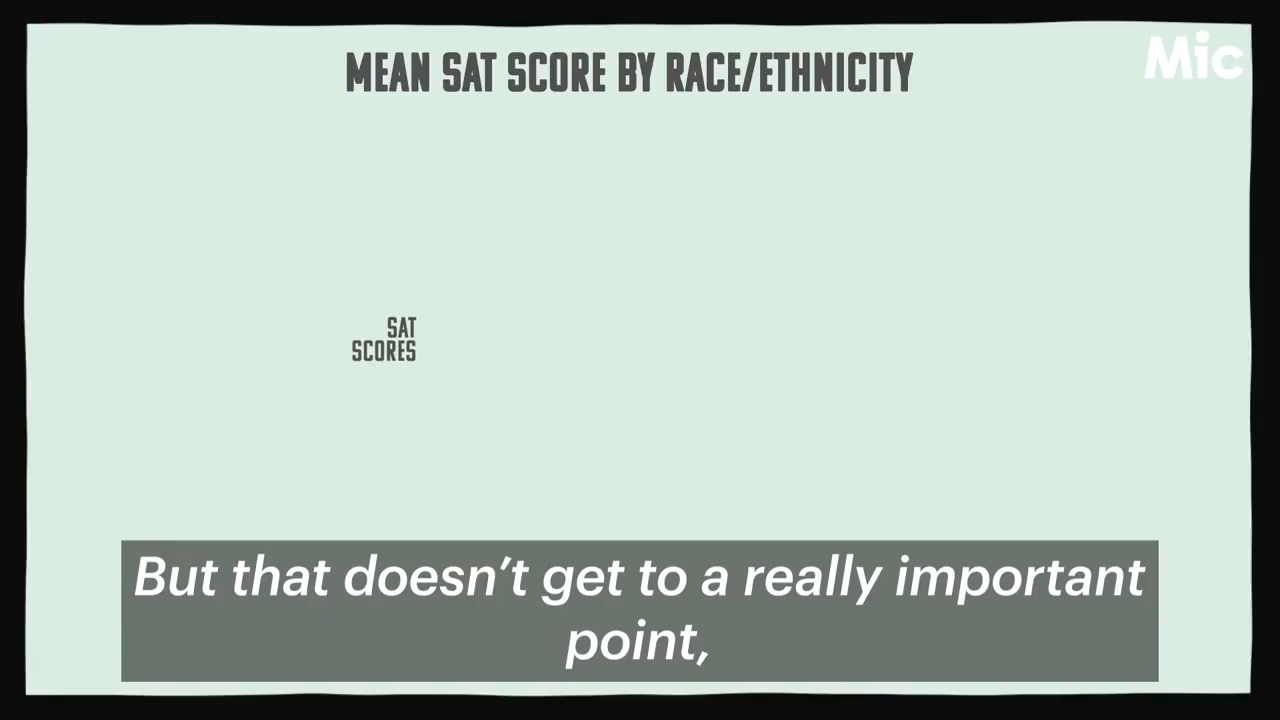 MEAN SAT SCORE BY RACE/ETHNICITY
Mic
SAT
SCORES
But that doesn't get to a really important
point,